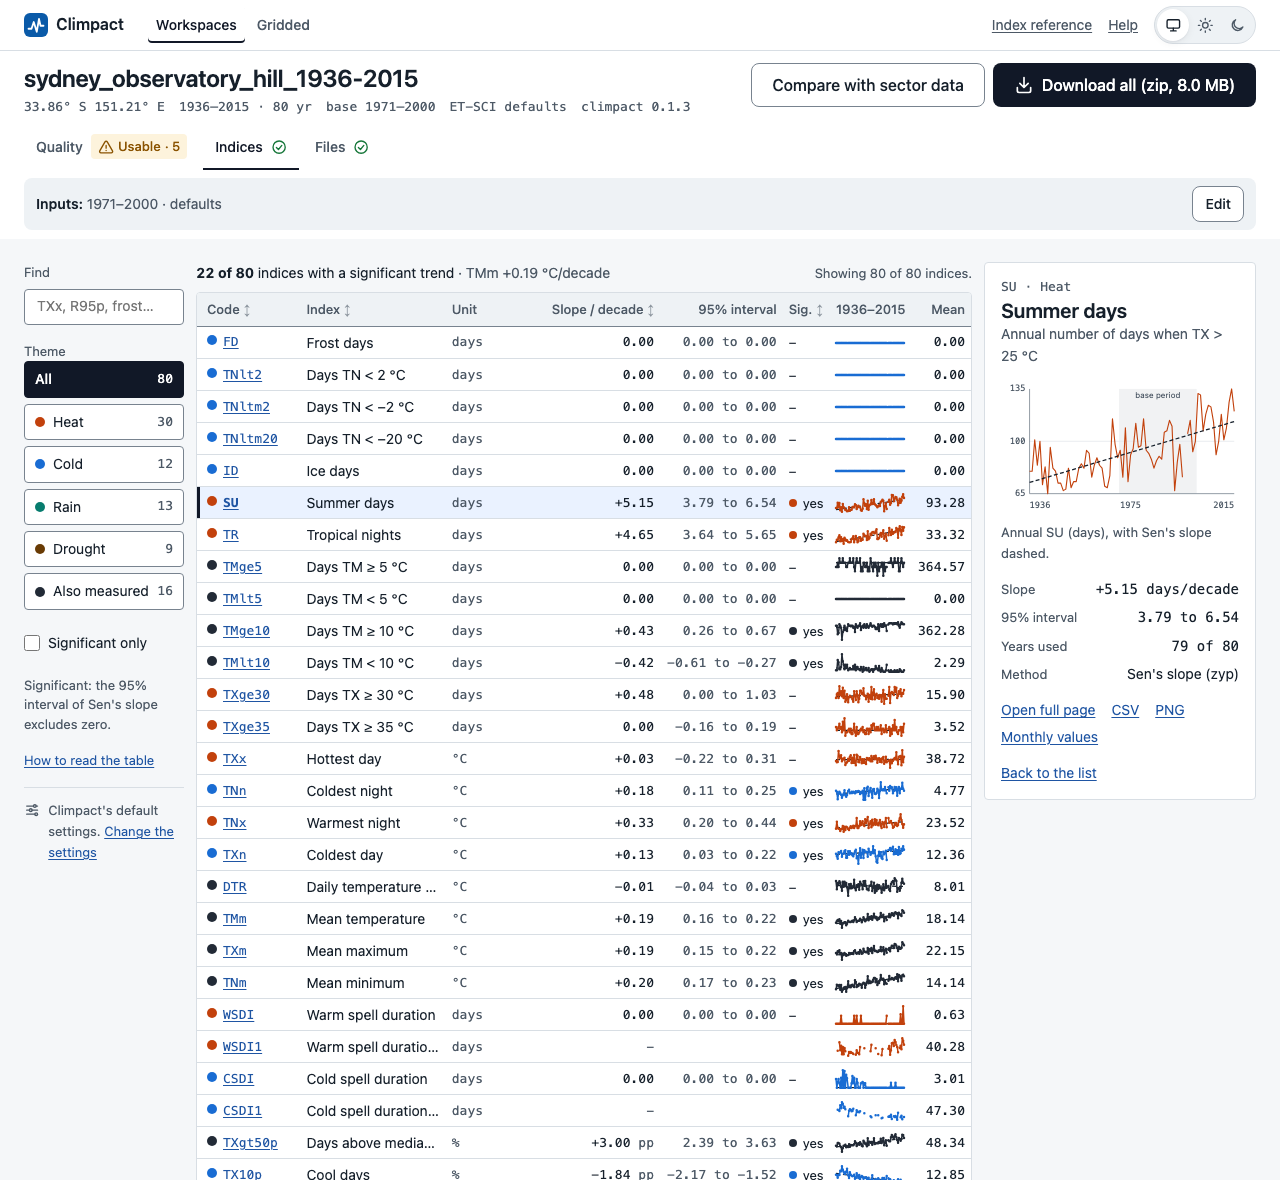 Climpact Workspaces Gridded Index reference Help
sydney_observatory_hill_1936-2015
33.86° S 151.21° E 1936–2015 · 80 yr base 1971–2000 ET-SCI defaults climpact 0.1.3
Compare with sector data Download all (zip, 8.0 MB)
Quality Usable · 5 Indices Files
Inputs: 1971–2000 · defaults Edit
Find
TXx, R95p, frost…
Theme
All 80
Heat 30
Cold 12
Rain 13
Drought 9
Also measured 16
Significant only
Significant: the 95%
interval of Sen's slope
excludes zero.
How to read the table
Climpact's default
settings. Change the
settings
22 of 80 indices with a significant trend · TMm +0.19 °C/decade Showing 80 of 80 indices.
Code Index Unit Slope / decade 95% interval Sig. 1936–2015 Mean
FD Frost days days 0.00 0.00 to 0.00 – 0.00
TNlt2 Days TN < 2 °C days 0.00 0.00 to 0.00 – 0.00
TNltm2 Days TN < −2 °C days 0.00 0.00 to 0.00 – 0.00
TNltm20 Days TN < −20 °C days 0.00 0.00 to 0.00 – 0.00
ID Ice days days 0.00 0.00 to 0.00 – 0.00
SU Summer days days +5.15 3.79 to 6.54 yes 93.28
TR Tropical nights days +4.65 3.64 to 5.65 yes 33.32
TMge5 Days TM ≥ 5 °C days 0.00 0.00 to 0.00 – 364.57
TMlt5 Days TM < 5 °C days 0.00 0.00 to 0.00 – 0.00
TMge10 Days TM ≥ 10 °C days +0.43 0.26 to 0.67 yes 362.28
TMlt10 Days TM < 10 °C days −0.42 −0.61 to −0.27 yes 2.29
TXge30 Days TX ≥ 30 °C days +0.48 0.00 to 1.03 – 15.90
TXge35 Days TX ≥ 35 °C days 0.00 −0.16 to 0.19 – 3.52
TXx Hottest day °C +0.03 −0.22 to 0.31 – 38.72
TNn Coldest night °C +0.18 0.11 to 0.25 yes 4.77
TNx Warmest night °C +0.33 0.20 to 0.44 yes 23.52
TXn Coldest day °C +0.13 0.03 to 0.22 yes 12.36
DTR Daily temperature … °C −0.01 −0.04 to 0.03 – 8.01
TMm Mean temperature °C +0.19 0.16 to 0.22 yes 18.14
TXm Mean maximum °C +0.19 0.15 to 0.22 yes 22.15
TNm Mean minimum °C +0.20 0.17 to 0.23 yes 14.14
WSDI Warm spell duration days 0.00 0.00 to 0.00 – 0.63
WSDI1 Warm spell duratio… days – 40.28
CSDI Cold spell duration days 0.00 0.00 to 0.00 – 3.01
CSDI1 Cold spell duration… days – 47.30
TXgt50p Days above media… % +3.00 pp 2.39 to 3.63 yes 48.34
TX10p Cool days % −1.84 pp −2.17 to −1.52 yes 12.85
SU · Heat
Summer days
Annual number of days when TX >
25 °C
135
base period
100
65
1936 1975 2015
Annual SU (days), with Sen's slope
dashed.
Slope +5.15 days/decade
95% interval 3.79 to 6.54
Years used 79 of 80
Method Sen's slope (zyp)
Open full page CSV PNG
Monthly values
Back to the list